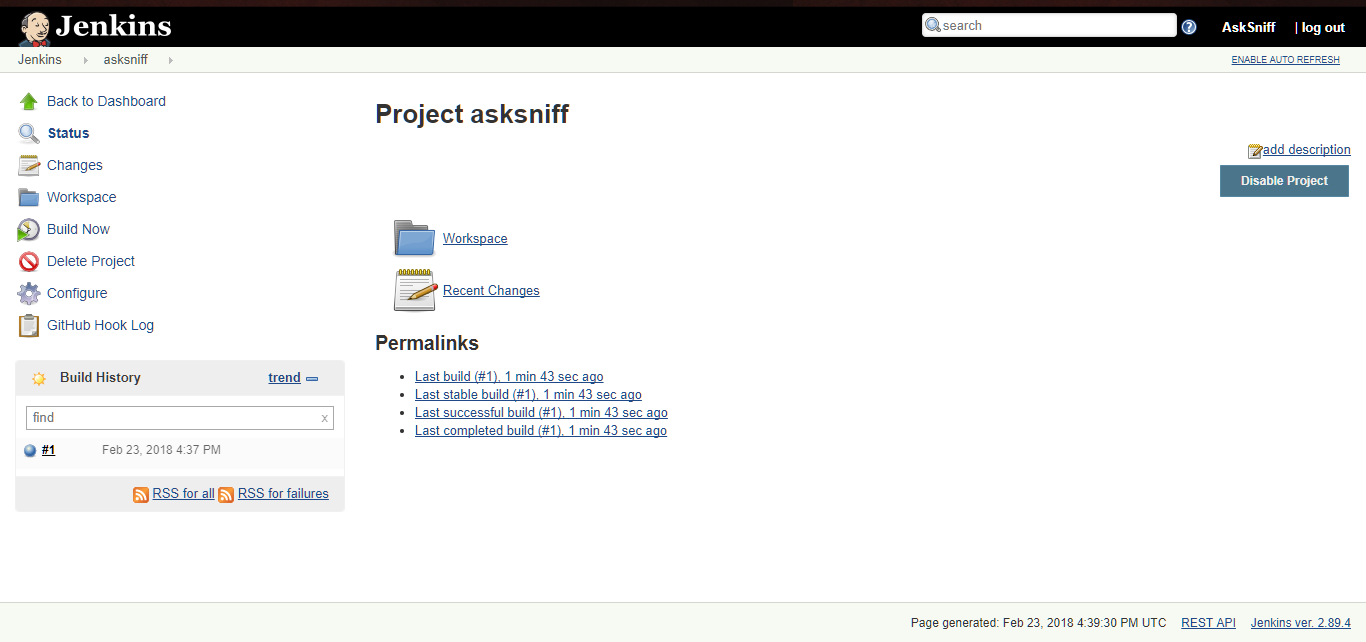 Jenkins
search
AskSniff | log out
Jenkins asksniff
ENABLE AUTO REFRESH
Back to Dashboard
Status
Changes
Workspace
Build Now
Delete Project
Configure
GitHub Hook Log
Build History trend
find x
#1 Feb 23, 2018 4:37 PM
RSS for all RSS for failures
Project asksniff
add description
Disable Project
Workspace
Recent Changes
Permalinks
Last build (#1), 1 min 43 sec ago
Last stable build (#1), 1 min 43 sec ago
Last successful build (#1), 1 min 43 sec ago
Last completed build (#1), 1 min 43 sec ago
Page generated: Feb 23, 2018 4:39:30 PM UTC REST API Jenkins ver. 2.89.4